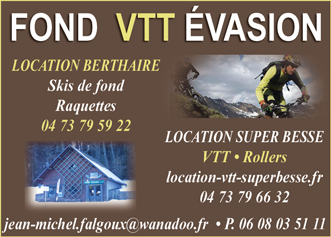 FOND VTT ÉVASION
LOCATION BERTHAIRE
Skis de fond
Raquettes
04 73 79 59 22
LOCATION SUPER BESSE
VTT • Rollers
location-vtt-superbesse.fr
04 73 79 66 32
jean-michel.falgoux@wanadoo.fr • P. 06 08 03 51 11